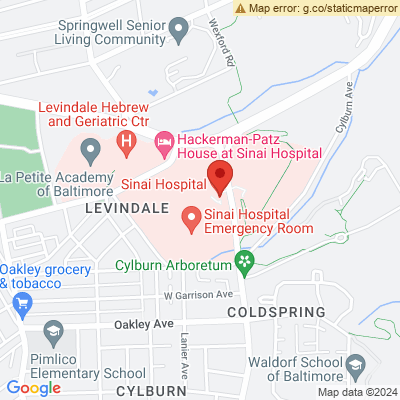 Map error: g.co/staticmaperror
Springwell Senior
Living Community
Wexford Rd
Cylburn Ave
Levindale Hebrew
and Geriatric Ctr
H
Hackerman-Patz
House at Sinai Hospital
La Petite Academy of
Baltimore
Sinai Hospital
LEVINDALE
Sinai Hospital
Emergency Room
Cylburn Arboretum
Oakley grocery
& tobacco
W Garrison Ave
COLDSPRING
Oakley Ave
Lanier Ave
Pimlico
Elementary School
Waldorf School
of Baltimore
CYLBURN
Google
Map data ©2024